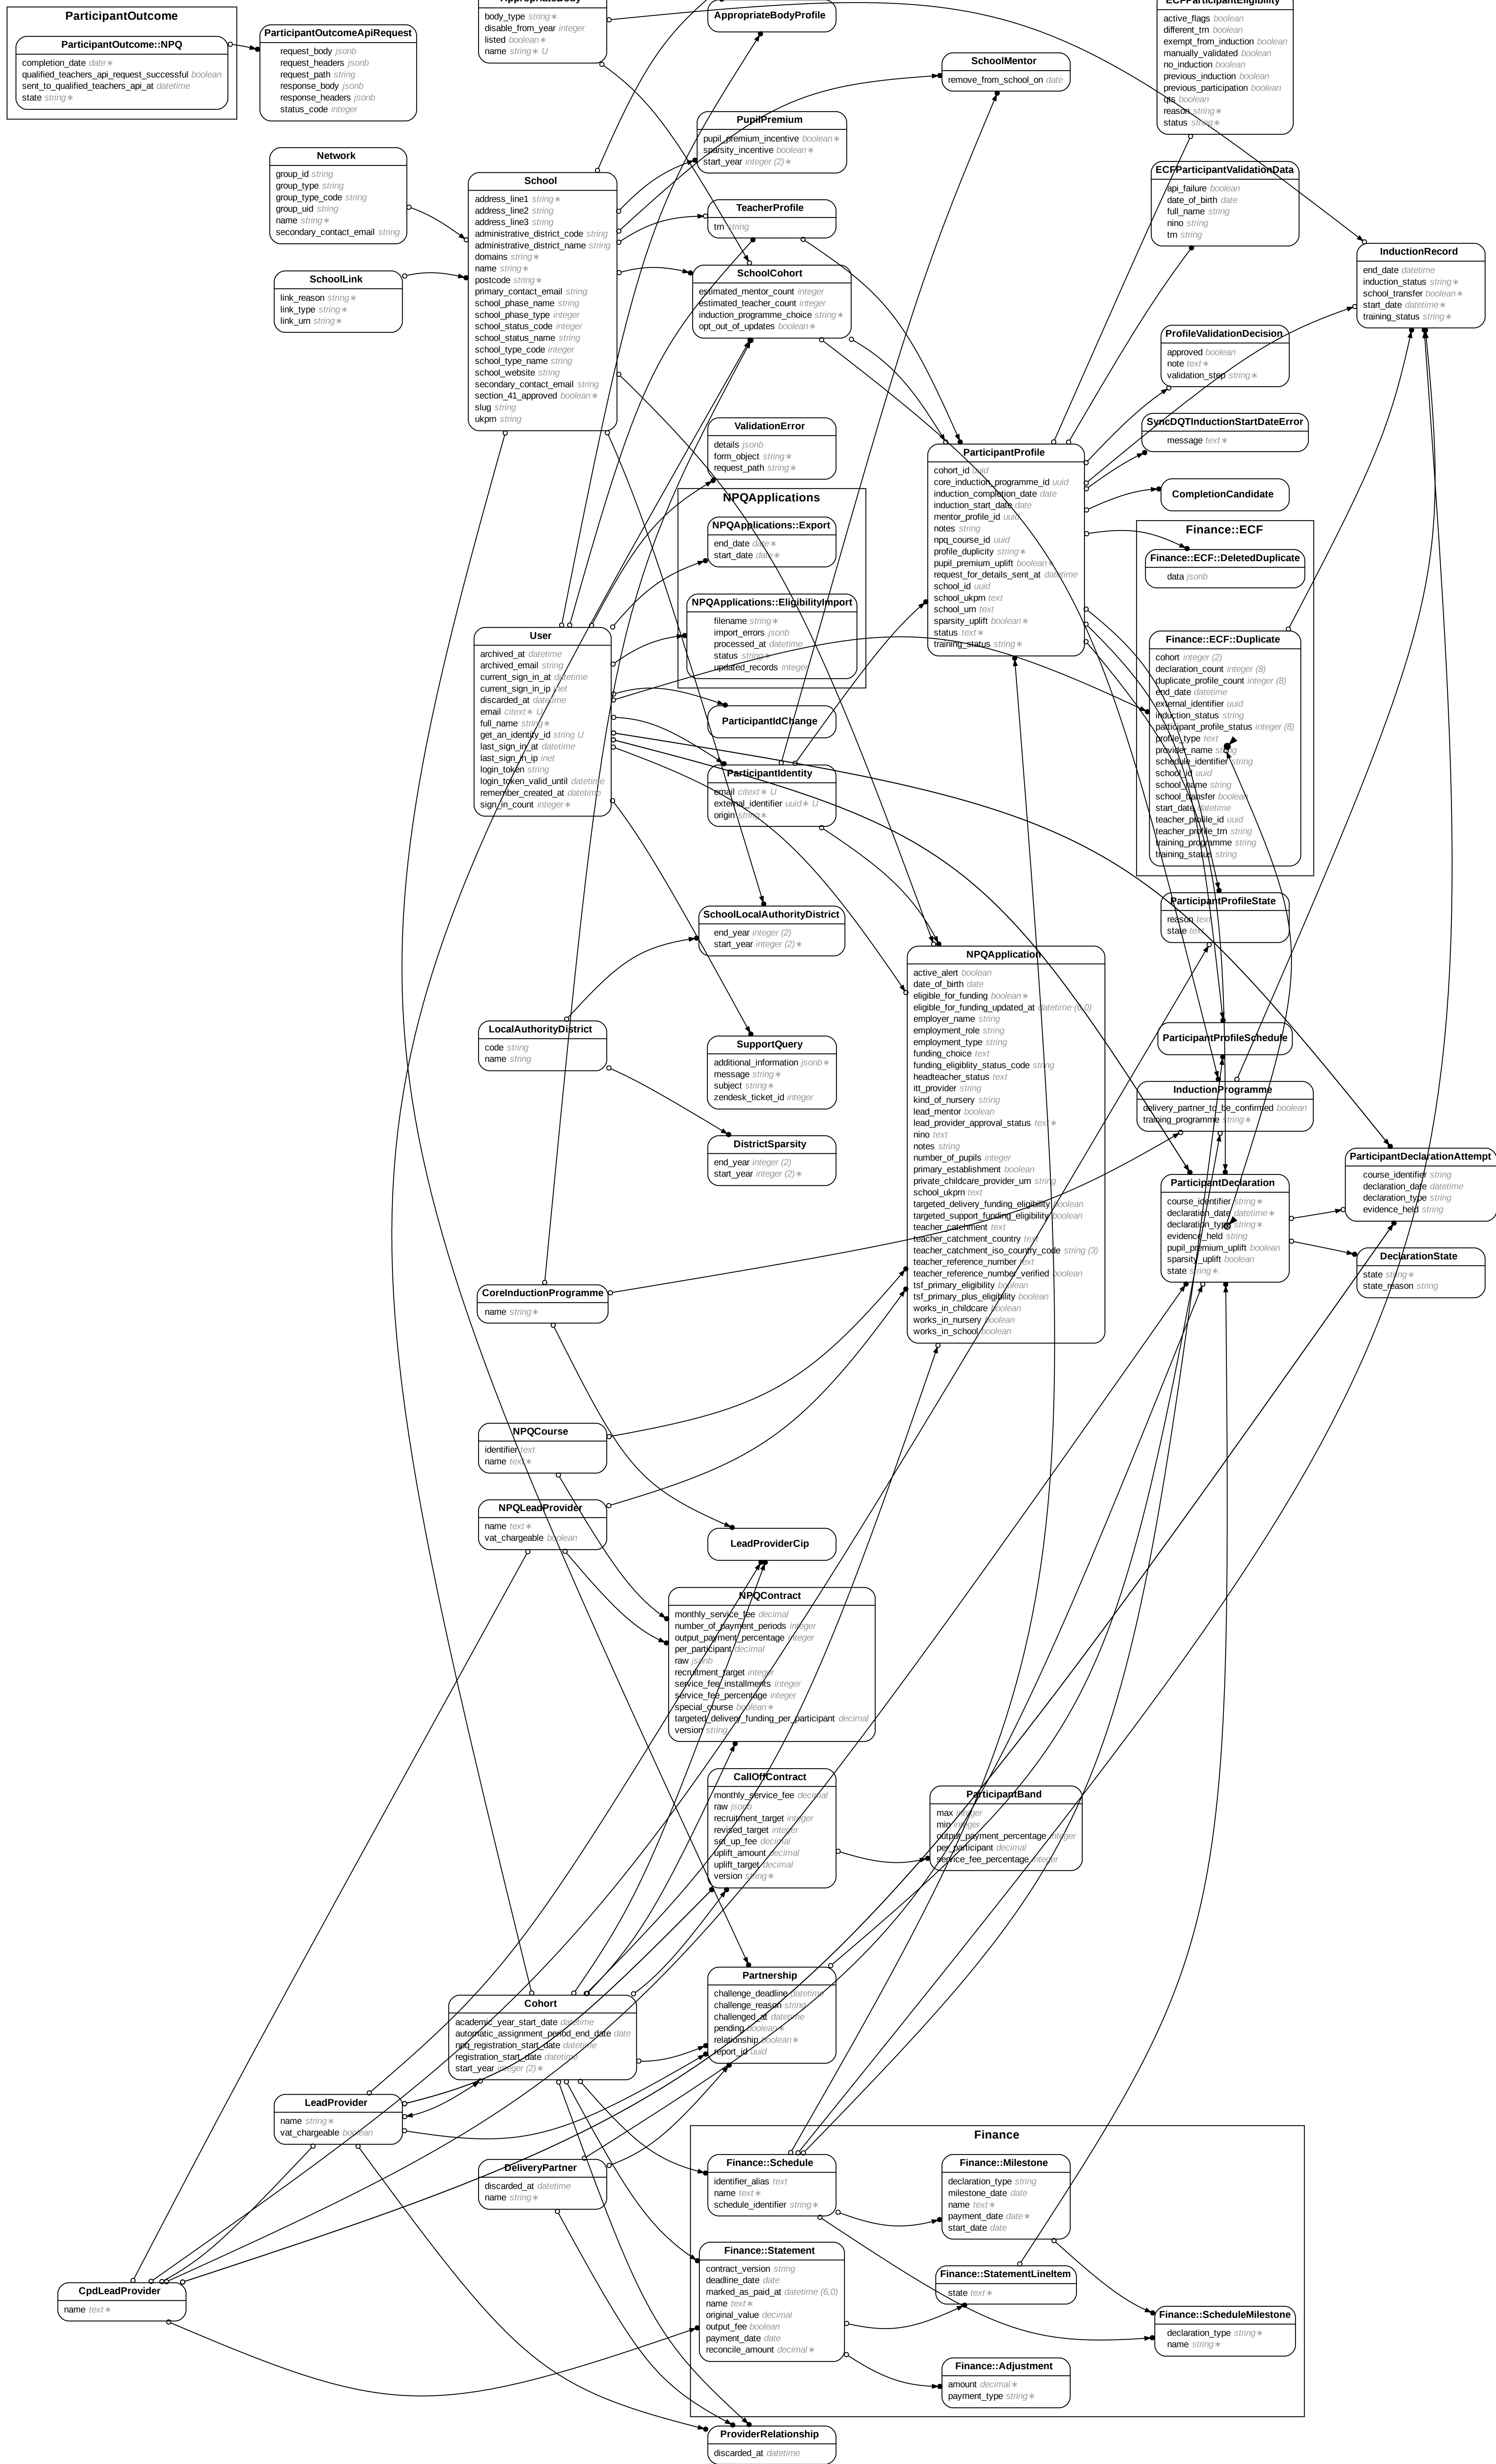 ParticipantOutcome
ParticipantOutcome::NPQ
completion_date date∗
qualified_teachers_api_request_successful boolean
sent_to_qualified_teachers_api_at datetime
state string∗
ParticipantOutcomeApiRequest
request_body jsonb
request_headers jsonb
request_path string
response_body jsonb
response_headers jsonb
status_code integer
Network
group_id string
group_type string
group_type_code string
group_uid string
name string∗
secondary_contact_email string
SchoolLink
link_reason string∗
link_type string∗
link_urn string∗
AppropriateBody
body_type string∗
disable_from_year integer
listed boolean∗
name string∗ U
School
address_line1 string∗
address_line2 string
address_line3 string
administrative_district_code string
administrative_district_name string
domains string∗
name string∗
postcode string∗
primary_contact_email string
school_phase_name string
school_phase_type integer
school_status_code integer
school_status_name string
school_type_code integer
school_type_name string
school_website string
secondary_contact_email string
section_41_approved boolean∗
slug string
ukprn string
AppropriateBodyProfile
PupilPremium
pupil_premium_incentive boolean∗
sparsity_incentive boolean∗
start_year integer (2)∗
TeacherProfile
trn string
SchoolCohort
estimated_mentor_count integer
estimated_teacher_count integer
induction_programme_choice string∗
opt_out_of_updates boolean∗
ValidationError
details jsonb
form_object string∗
request_path string∗
NPQApplications
NPQApplications::Export
end_date date∗
start_date date∗
NPQApplications::EligibilityImport
filename string∗
import_errors jsonb
processed_at datetime
status string∗
updated_records integer
SchoolMentor
remove_from_school_on date
ECFParticipantEligibility
active_flags boolean
different_trn boolean
exempt_from_induction boolean
manually_validated boolean
no_induction boolean
previous_induction boolean
previous_participation boolean
qts boolean
reason string∗
status string∗
ECFParticipantValidationData
api_failure boolean
date_of_birth date
full_name string
nino string
trn string
InductionRecord
end_date datetime
induction_status string∗
school_transfer boolean∗
start_date datetime∗
training_status string∗
ProfileValidationDecision
approved boolean
note text∗
validation_step string∗
SyncDQTInductionStartDateError
message text∗
CompletionCandidate
ParticipantProfile
cohort_id uuid
core_induction_programme_id uuid
induction_completion_date date
induction_start_date date
mentor_profile_id uuid
notes string
npq_course_id uuid
profile_duplicity string∗
pupil_premium_uplift boolean∗
request_for_details_sent_at datetime
school_id uuid
school_ukprn text
school_urn text
sparsity_uplift boolean∗
status text∗
training_status string∗
Finance::ECF
Finance::ECF::DeletedDuplicate
data jsonb
Finance::ECF::Duplicate
cohort integer (2)
declaration_count integer (8)
duplicate_profile_count integer (8)
end_date datetime
external_identifier uuid
induction_status string
participant_profile_status integer (8)
profile_type text
provider_name string
schedule_identifier string
school_id uuid
school_name string
school_transfer boolean
start_date datetime
teacher_profile_id uuid
teacher_profile_trn string
training_programme string
training_status string
User
archived_at datetime
archived_email string
current_sign_in_at datetime
current_sign_in_ip inet
discarded_at datetime
email citext∗ U
full_name string∗
get_an_identity_id string U
last_sign_in_at datetime
last_sign_in_ip inet
login_token string
login_token_valid_until datetime
remember_created_at datetime
sign_in_count integer∗
ParticipantIdChange
ParticipantIdentity
email citext∗ U
external_identifier uuid∗ U
origin string∗
SchoolLocalAuthorityDistrict
end_year integer (2)
start_year integer (2)∗
LocalAuthorityDistrict
code string
name string
SupportQuery
additional_information jsonb∗
message string∗
subject string∗
zendesk_ticket_id integer
DistrictSparsity
end_year integer (2)
start_year integer (2)∗
NPQApplication
active_alert boolean
date_of_birth date
eligible_for_funding boolean∗
eligible_for_funding_updated_at datetime (6,0)
employer_name string
employment_role string
employment_type string
funding_choice text
funding_eligiblity_status_code string
headteacher_status text
itt_provider string
kind_of_nursery string
lead_mentor boolean
lead_provider_approval_status text∗
nino text
notes string
number_of_pupils integer
primary_establishment boolean
private_childcare_provider_urn string
school_ukprn text
targeted_delivery_funding_eligibility boolean
targeted_support_funding_eligibility boolean
teacher_catchment text
teacher_catchment_country text
teacher_catchment_iso_country_code string (3)
teacher_reference_number text
teacher_reference_number_verified boolean
tsf_primary_eligibility boolean
tsf_primary_plus_eligibility boolean
works_in_childcare boolean
works_in_nursery boolean
works_in_school boolean
ParticipantProfileState
reason text
state text
ParticipantProfileSchedule
InductionProgramme
delivery_partner_to_be_confirmed boolean
training_programme string∗
ParticipantDeclaration
course_identifier string∗
declaration_date datetime∗
declaration_type string∗
evidence_held string
pupil_premium_uplift boolean
sparsity_uplift boolean
state string∗
ParticipantDeclarationAttempt
course_identifier string
declaration_date datetime
declaration_type string
evidence_held string
DeclarationState
state string∗
state_reason string
CoreInductionProgramme
name string∗
NPQCourse
identifier text
name text∗
NPQLeadProvider
name text∗
vat_chargeable boolean
LeadProviderCip
NPQContract
monthly_service_fee decimal
number_of_payment_periods integer
output_payment_percentage integer
per_participant decimal
raw jsonb
recruitment_target integer
service_fee_installments integer
service_fee_percentage integer
special_course boolean∗
targeted_delivery_funding_per_participant decimal
version string
CallOffContract
monthly_service_fee decimal
raw jsonb
recruitment_target integer
revised_target integer
set_up_fee decimal
uplift_amount decimal
uplift_target decimal
version string∗
ParticipantBand
max integer
min integer
output_payment_percentage integer
per_participant decimal
service_fee_percentage integer
Partnership
challenge_deadline datetime
challenge_reason string
challenged_at datetime
pending boolean∗
relationship boolean∗
report_id uuid
Cohort
academic_year_start_date datetime
automatic_assignment_period_end_date date
npq_registration_start_date datetime
registration_start_date datetime
start_year integer (2)∗
LeadProvider
name string∗
vat_chargeable boolean
DeliveryPartner
discarded_at datetime
name string∗
CpdLeadProvider
name text∗
Finance
Finance::Schedule
identifier_alias text
name text∗
schedule_identifier string∗
Finance::Milestone
declaration_type string
milestone_date date
name text∗
payment_date date∗
start_date date
Finance::Statement
contract_version string
deadline_date date
marked_as_paid_at datetime (6,0)
name text∗
original_value decimal
output_fee boolean
payment_date date
reconcile_amount decimal∗
Finance::StatementLineItem
state text∗
Finance::ScheduleMilestone
declaration_type string∗
name string∗
Finance::Adjustment
amount decimal∗
payment_type string∗
ProviderRelationship
discarded_at datetime